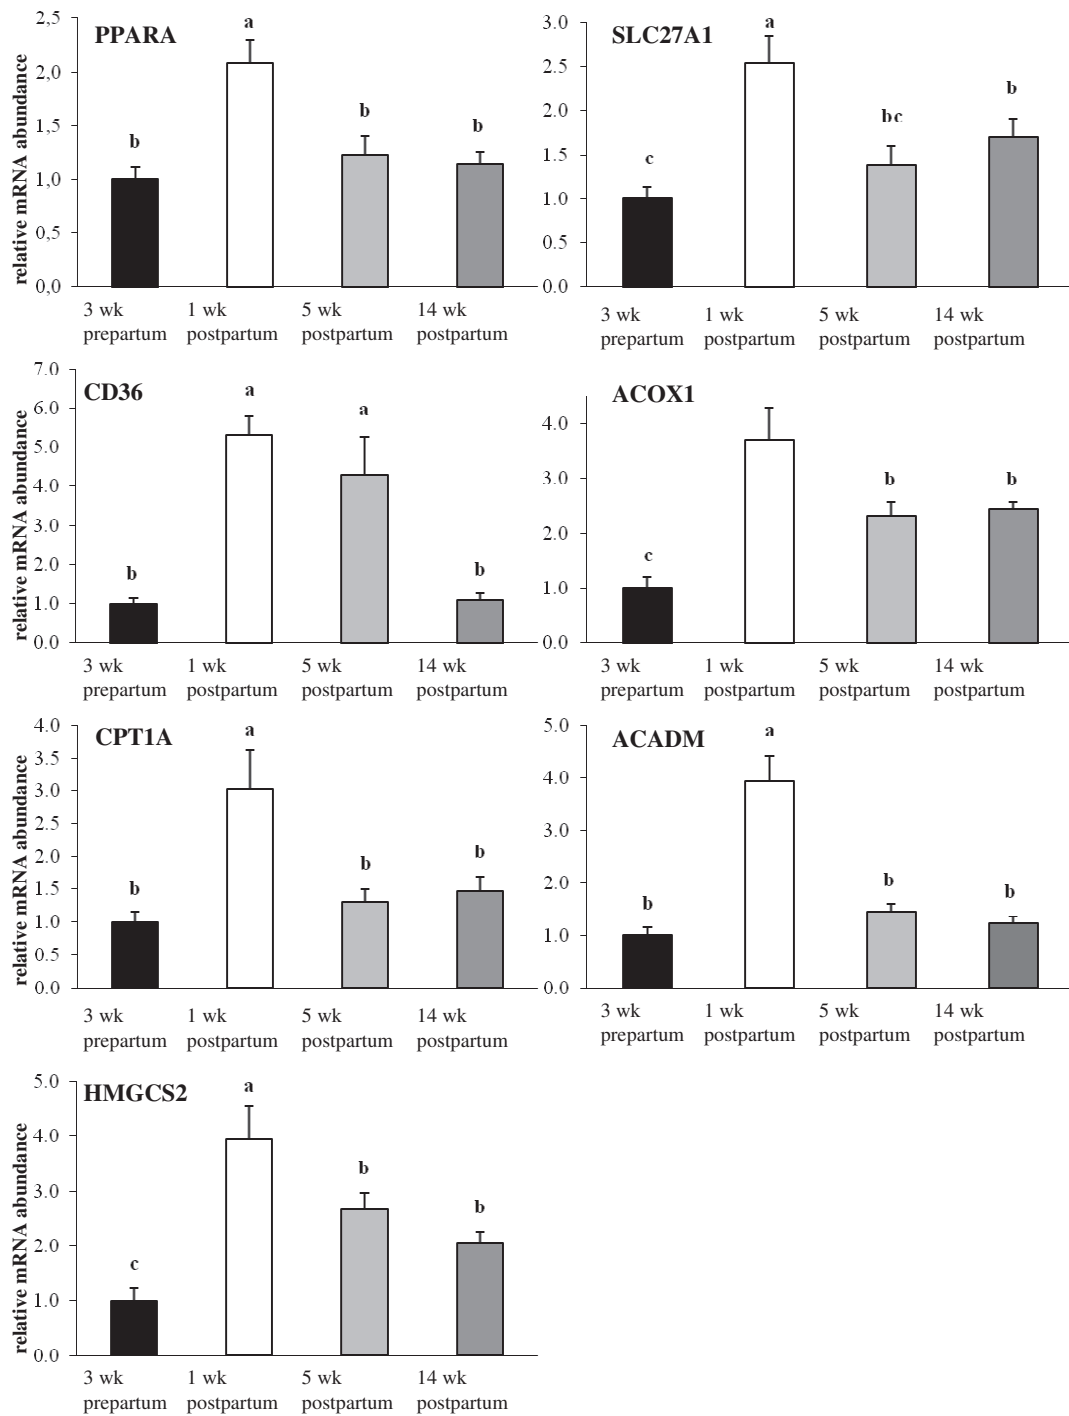 PPARA
relative mRNA abundance
2,5
2,0
1,5
1,0
0,5
0,0
b
a
b
b
3 wk prepartum
1 wk postpartum
5 wk postpartum
14 wk postpartum
SLC27A1
3.0
2.5
2.0
1.5
1.0
0.5
0.0
c
a
bc
b
3 wk prepartum
1 wk postpartum
5 wk postpartum
14 wk postpartum
CD36
relative mRNA abundance
7.0
6.0
5.0
4.0
3.0
2.0
1.0
0.0
b
a
a
b
3 wk prepartum
1 wk postpartum
5 wk postpartum
14 wk postpartum
ACOX1
4.0
3.0
2.0
1.0
0.0
c
b
b
3 wk prepartum
1 wk postpartum
5 wk postpartum
14 wk postpartum
CPT1A
relative mRNA abundance
4.0
3.5
3.0
2.5
2.0
1.5
1.0
0.5
0.0
b
a
b
b
3 wk prepartum
1 wk postpartum
5 wk postpartum
14 wk postpartum
ACADM
5.0
4.0
3.0
2.0
1.0
0.0
b
a
b
b
3 wk prepartum
1 wk postpartum
5 wk postpartum
14 wk postpartum
HMGCS2
relative mRNA abundance
5.0
4.0
3.0
2.0
1.0
0.0
c
a
b
b
3 wk prepartum
1 wk postpartum
5 wk postpartum
14 wk postpartum